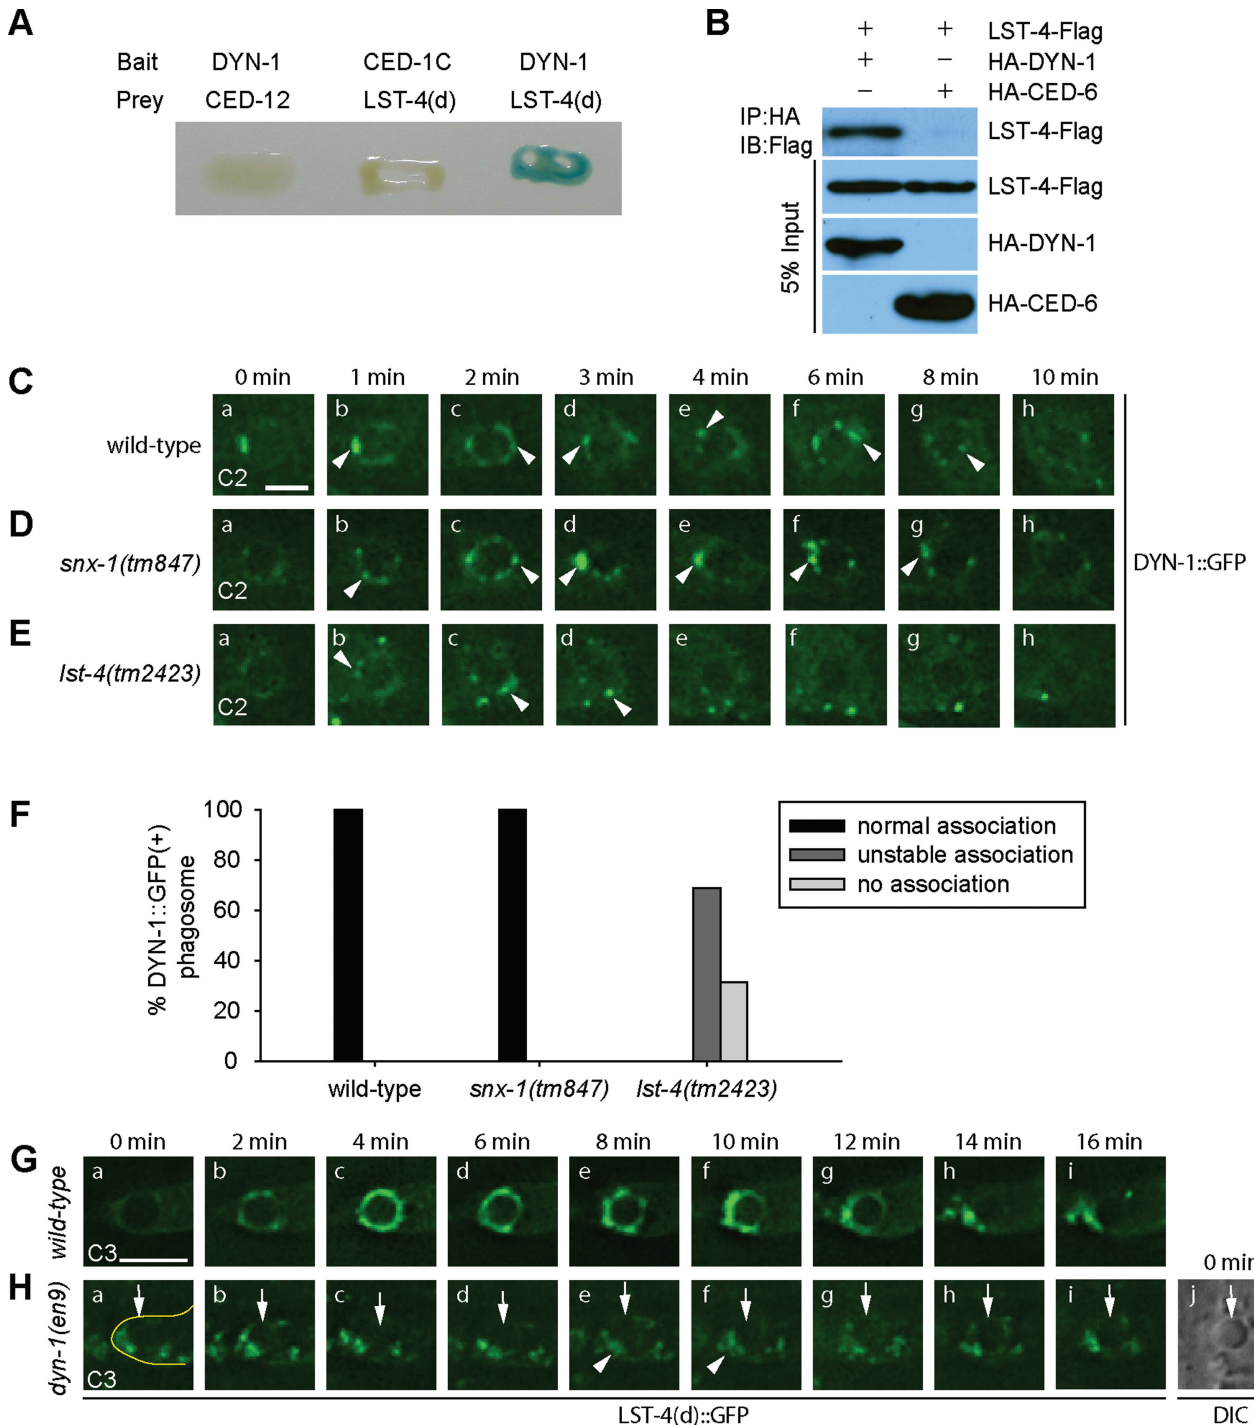 A
Bait DYN-1 CED-1C DYN-1
Prey CED-12 LST-4(d) LST-4(d)
B
+ + LST-4-Flag
+ − HA-DYN-1
− + HA-CED-6
IP:HA
IB:Flag
LST-4-Flag
5% Input
LST-4-Flag
HA-DYN-1
HA-CED-6
C
0 min 1 min 2 min 3 min 4 min 6 min 8 min 10 min
wild-type
a b c d e f g h
C2
D
snx-1(tm847)
a b c d e f g h
C2
DYN-1::GFP
E
lst-4(tm2423)
a b c d e f g h
C2
F
% DYN-1::GFP(+)
phagosome
100
80
60
40
20
0
normal association
unstable association
no association
wild-type snx-1(tm847) lst-4(tm2423)
0 min 2 min 4 min 6 min 8 min 10 min 12 min 14 min 16 min
G
wild-type
a b c d e f g h i
C3
0 min
H
dyn-1(en9)
a b c d e f g h i j
C3
LST-4(d)::GFP DIC